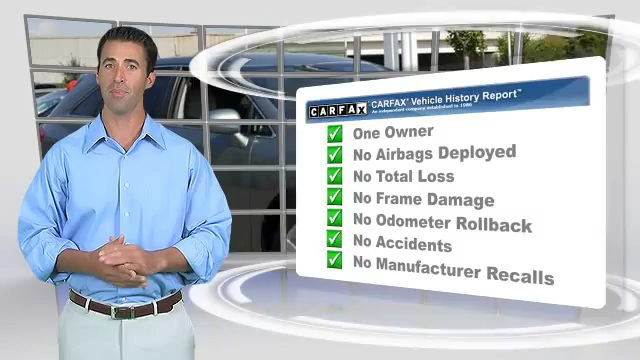 CARFAX CARFAX® Vehicle History Report™
An independent company established in 1986
One Owner
No Airbags Deployed
No Total Loss
No Frame Damage
No Odometer Rollback
No Accidents
No Manufacturer Recalls